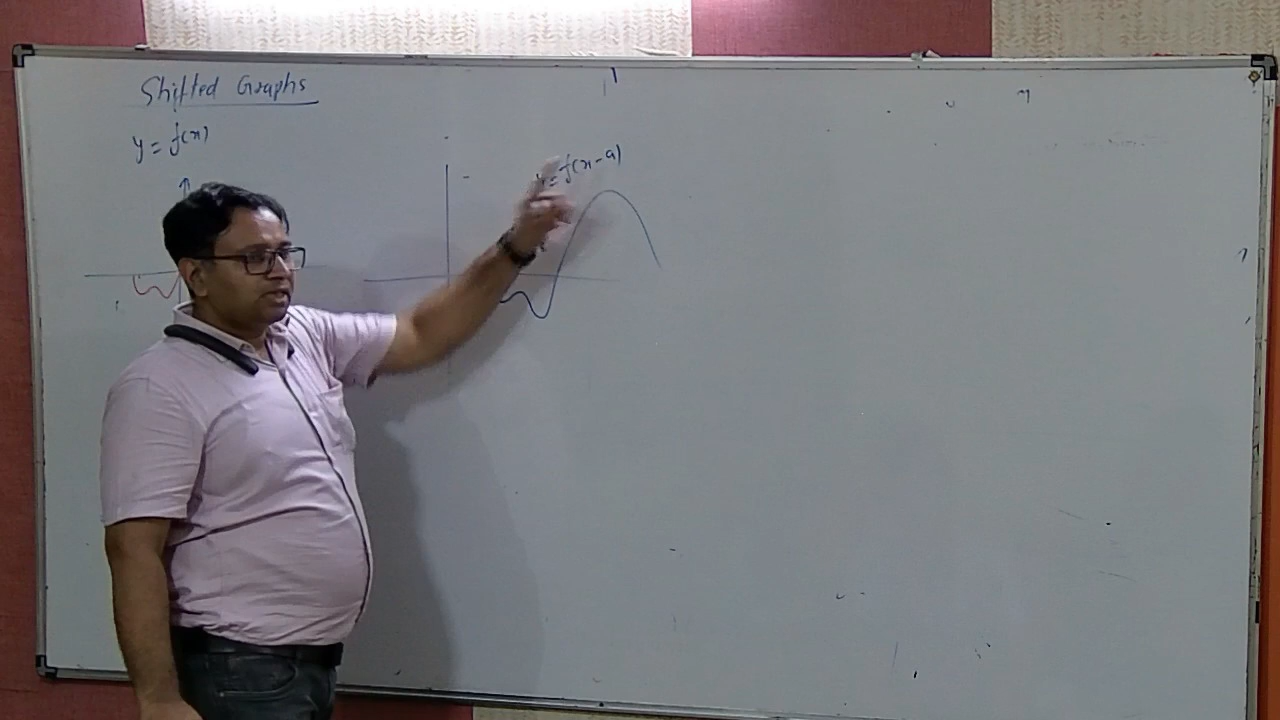 Shifted Graphs
y = f(x)
y = f(x-a)